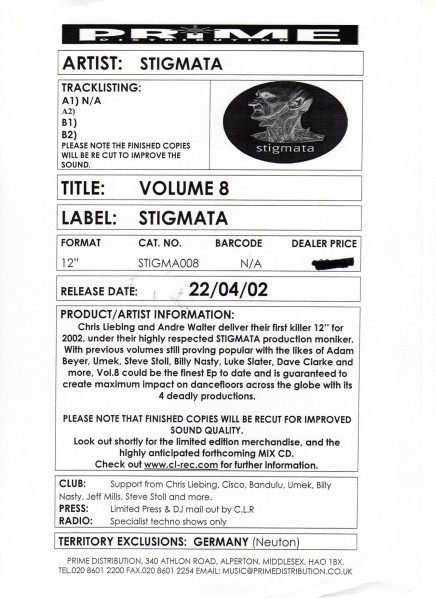 PRIME
DISTRIBUTION
ARTIST: STIGMATA
TRACKLISTING:
A1) N/A
A2)
B1)
B2)
PLEASE NOTE THE FINISHED COPIES
WILL BE RE CUT TO IMPROVE THE
SOUND.
stigmata
TITLE: VOLUME 8
LABEL: STIGMATA
FORMAT CAT. NO. BARCODE DEALER PRICE
12" STIGMA008 N/A
RELEASE DATE: 22/04/02
PRODUCT/ARTIST INFORMATION:
Chris Liebing and Andre Walter deliver their first killer 12" for
2002, under their highly respected STIGMATA production moniker.
With previous volumes still proving popular with the likes of Adam
Beyer, Umek, Steve Stoll, Billy Nasty, Luke Slater, Dave Clarke and
more, Vol.8 could be the finest Ep to date and is guaranteed to
create maximum impact on dancefloors across the globe with its
4 deadly productions.
PLEASE NOTE THAT FINISHED COPIES WILL BE RECUT FOR IMPROVED
SOUND QUALITY.
Look out shortly for the limited edition merchandise, and the
highly anticipated forthcoming MIX CD.
Check out www.cl-rec.com for further information.
CLUB: Support from Chris Liebing, Cisco, Bandulu, Umek, Billy
Nasty, Jeff Mills, Steve Stoll and more.
PRESS: Limited Press & DJ mail out by C.L.R
RADIO: Specialist techno shows only
TERRITORY EXCLUSIONS: GERMANY (Neuton)
PRIME DISTRIBUTION, 340 ATHLON ROAD, ALPERTON, MIDDLESEX, HAO 1BX.
TEL.020 8601 2200 FAX.020 8601 2254 EMAIL: MUSIC@PRIMEDISTRIBUTION.CO.UK